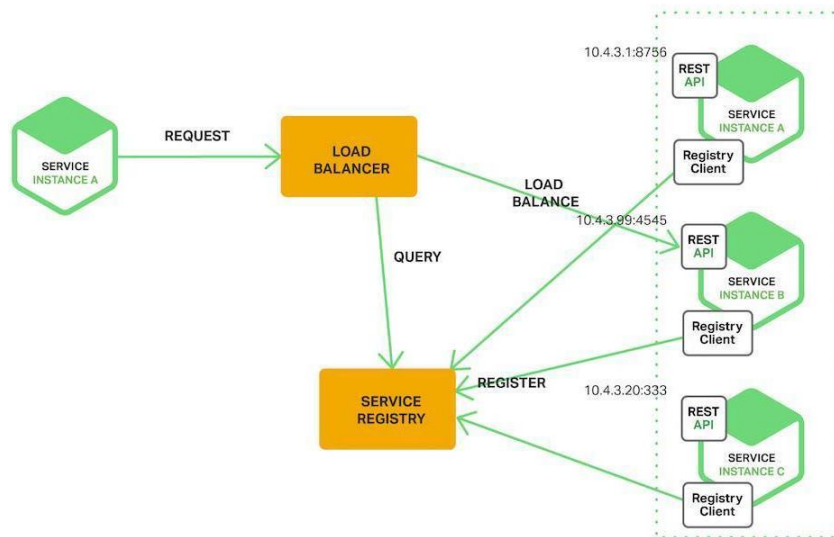 10.4.3.1:8756
REST
API
SERVICE
INSTANCE A
Registry
Client
SERVICE
INSTANCE A
REQUEST
LOAD
BALANCER
LOAD
BALANCE
10.4.3.99:4545
REST
API
SERVICE
INSTANCE B
Registry
Client
QUERY
SERVICE
REGISTRY
REGISTER
10.4.3.20:333
REST
API
SERVICE
INSTANCE C
Registry
Client